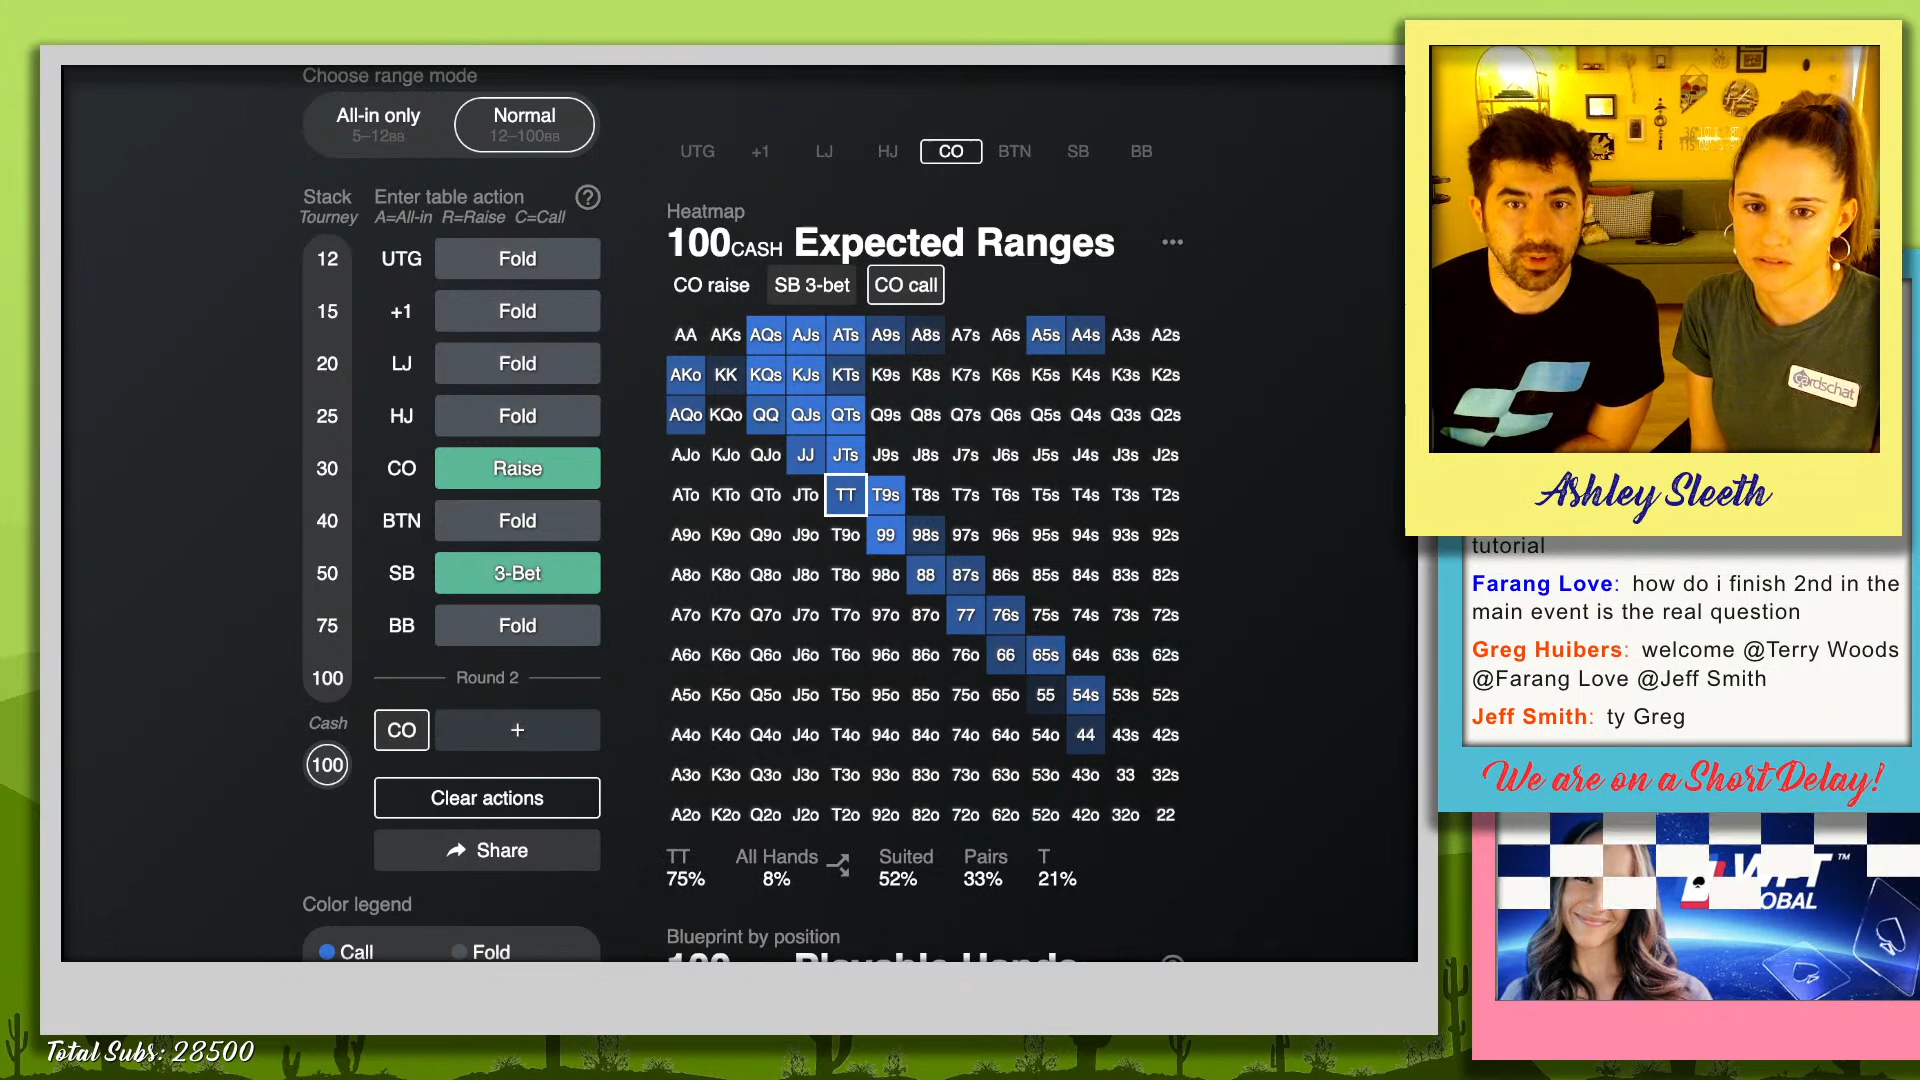 Choose range mode
All-in only
5–12BB
Normal
12–100BB
UTG +1 LJ HJ CO BTN SB BB
Stack
Tourney
Enter table action ?
A=All-in R=Raise C=Call
12 UTG Fold
15 +1 Fold
20 LJ Fold
25 HJ Fold
30 CO Raise
40 BTN Fold
50 SB 3-Bet
75 BB Fold
100
Round 2
Cash
100
CO +
Clear actions
Share
Color legend
Call Fold
Heatmap
100CASH Expected Ranges
CO raise SB 3-bet CO call
AA AKs AQs AJs ATs A9s A8s A7s A6s A5s A4s A3s A2s
AKo KK KQs KJs KTs K9s K8s K7s K6s K5s K4s K3s K2s
AQo KQo QQ QJs QTs Q9s Q8s Q7s Q6s Q5s Q4s Q3s Q2s
AJo KJo QJo JJ JTs J9s J8s J7s J6s J5s J4s J3s J2s
ATo KTo QTo JTo TT T9s T8s T7s T6s T5s T4s T3s T2s
A9o K9o Q9o J9o T9o 99 98s 97s 96s 95s 94s 93s 92s
A8o K8o Q8o J8o T8o 98o 88 87s 86s 85s 84s 83s 82s
A7o K7o Q7o J7o T7o 97o 87o 77 76s 75s 74s 73s 72s
A6o K6o Q6o J6o T6o 96o 86o 76o 66 65s 64s 63s 62s
A5o K5o Q5o J5o T5o 95o 85o 75o 65o 55 54s 53s 52s
A4o K4o Q4o J4o T4o 94o 84o 74o 64o 54o 44 43s 42s
A3o K3o Q3o J3o T3o 93o 83o 73o 63o 53o 43o 33 32s
A2o K2o Q2o J2o T2o 92o 82o 72o 62o 52o 42o 32o 22
TT All Hands Suited Pairs T
75% 8% 52% 33% 21%
Blueprint by position
100 Playable Hands
cardschat
Ashley Sleeth
tutorial
Farang Love: how do i finish 2nd in the
main event is the real question
Greg Huibers: welcome @Terry Woods
@Farang Love @Jeff Smith
Jeff Smith: ty Greg
We are on a Short Delay!
WPT ™
OBAL
Total Subs: 28500